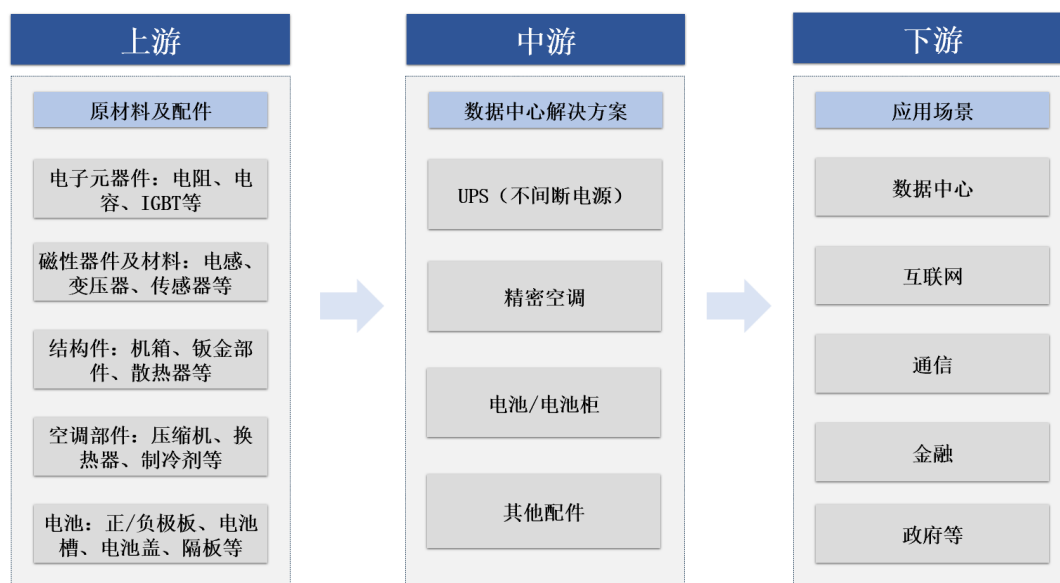 上游
原材料及配件
电子元器件：电阻、电
容、IGBT等
磁性器件及材料：电感、
变压器、传感器等
结构件：机箱、钣金部
件、散热器等
空调部件：压缩机、换
热器、制冷剂等
电池：正/负极板、电池
槽、电池盖、隔板等
中游
数据中心解决方案
UPS（不间断电源）
精密空调
电池/电池柜
其他配件
下游
应用场景
数据中心
互联网
通信
金融
政府等